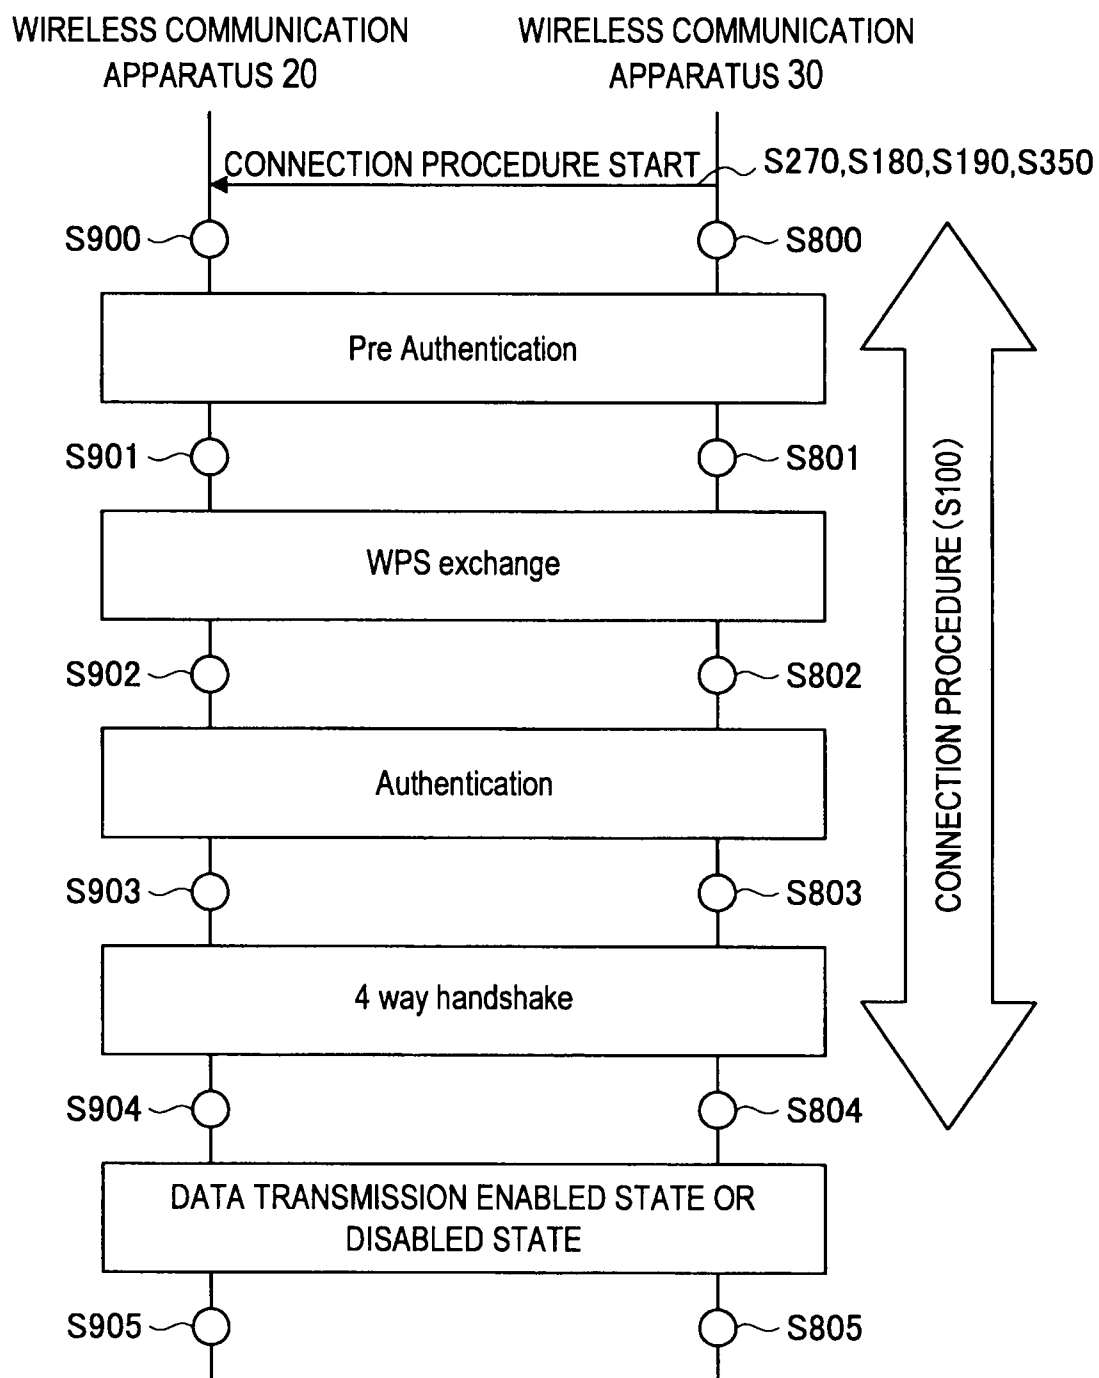 WIRELESS COMMUNICATION
APPARATUS 20
WIRELESS COMMUNICATION
APPARATUS 30
CONNECTION PROCEDURE START
S270,S180,S190,S350
S900
S800
Pre Authentication
S901
S801
WPS exchange
S902
S802
Authentication
S903
S803
4 way handshake
S904
S804
DATA TRANSMISSION ENABLED STATE OR
DISABLED STATE
S905
S805
CONNECTION PROCEDURE (S100)